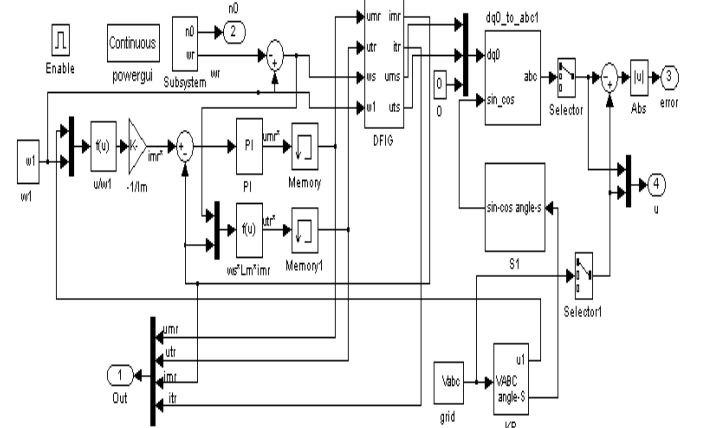 n0
2
Enable
Continuous
powergui
n0
wr
Subsystem
wr
-
+
umr
utr
ws
w1
imr
itr
ums
uts
DFIG
0
0
dq0_to_abc1
dq0
sin_cos
abc
Selector
-
+
|u|
Abs
3
error
w1
w1
f(u)
u/w1
K-
-1/lm
imr*
+
-
PI
PI
umr*
Memory
f(u)
ws*Lm*imr
utr*
Memory1
sin-cos angle-s
S1
4
u
Selector1
umr
utr
imr
itr
1
Out
Vabc
grid
VABC
u1
angle-S